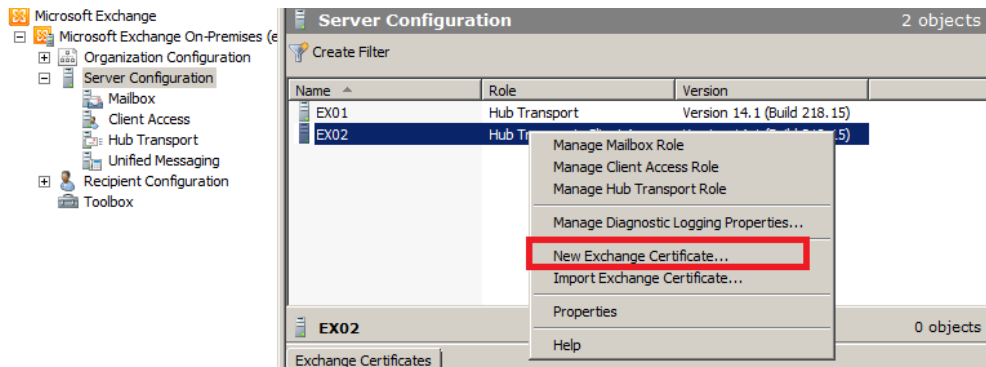 Microsoft Exchange
Microsoft Exchange On-Premises (e
Organization Configuration
Server Configuration
Mailbox
Client Access
Hub Transport
Unified Messaging
Recipient Configuration
Toolbox
Server Configuration 2 objects
Create Filter
Name Role Version
EX01 Hub Transport Version 14.1 (Build 218.15)
EX02 Hub
Manage Mailbox Role
Manage Client Access Role
Manage Hub Transport Role
Manage Diagnostic Logging Properties...
New Exchange Certificate...
Import Exchange Certificate...
Properties
Help
EX02 0 objects
Exchange Certificates